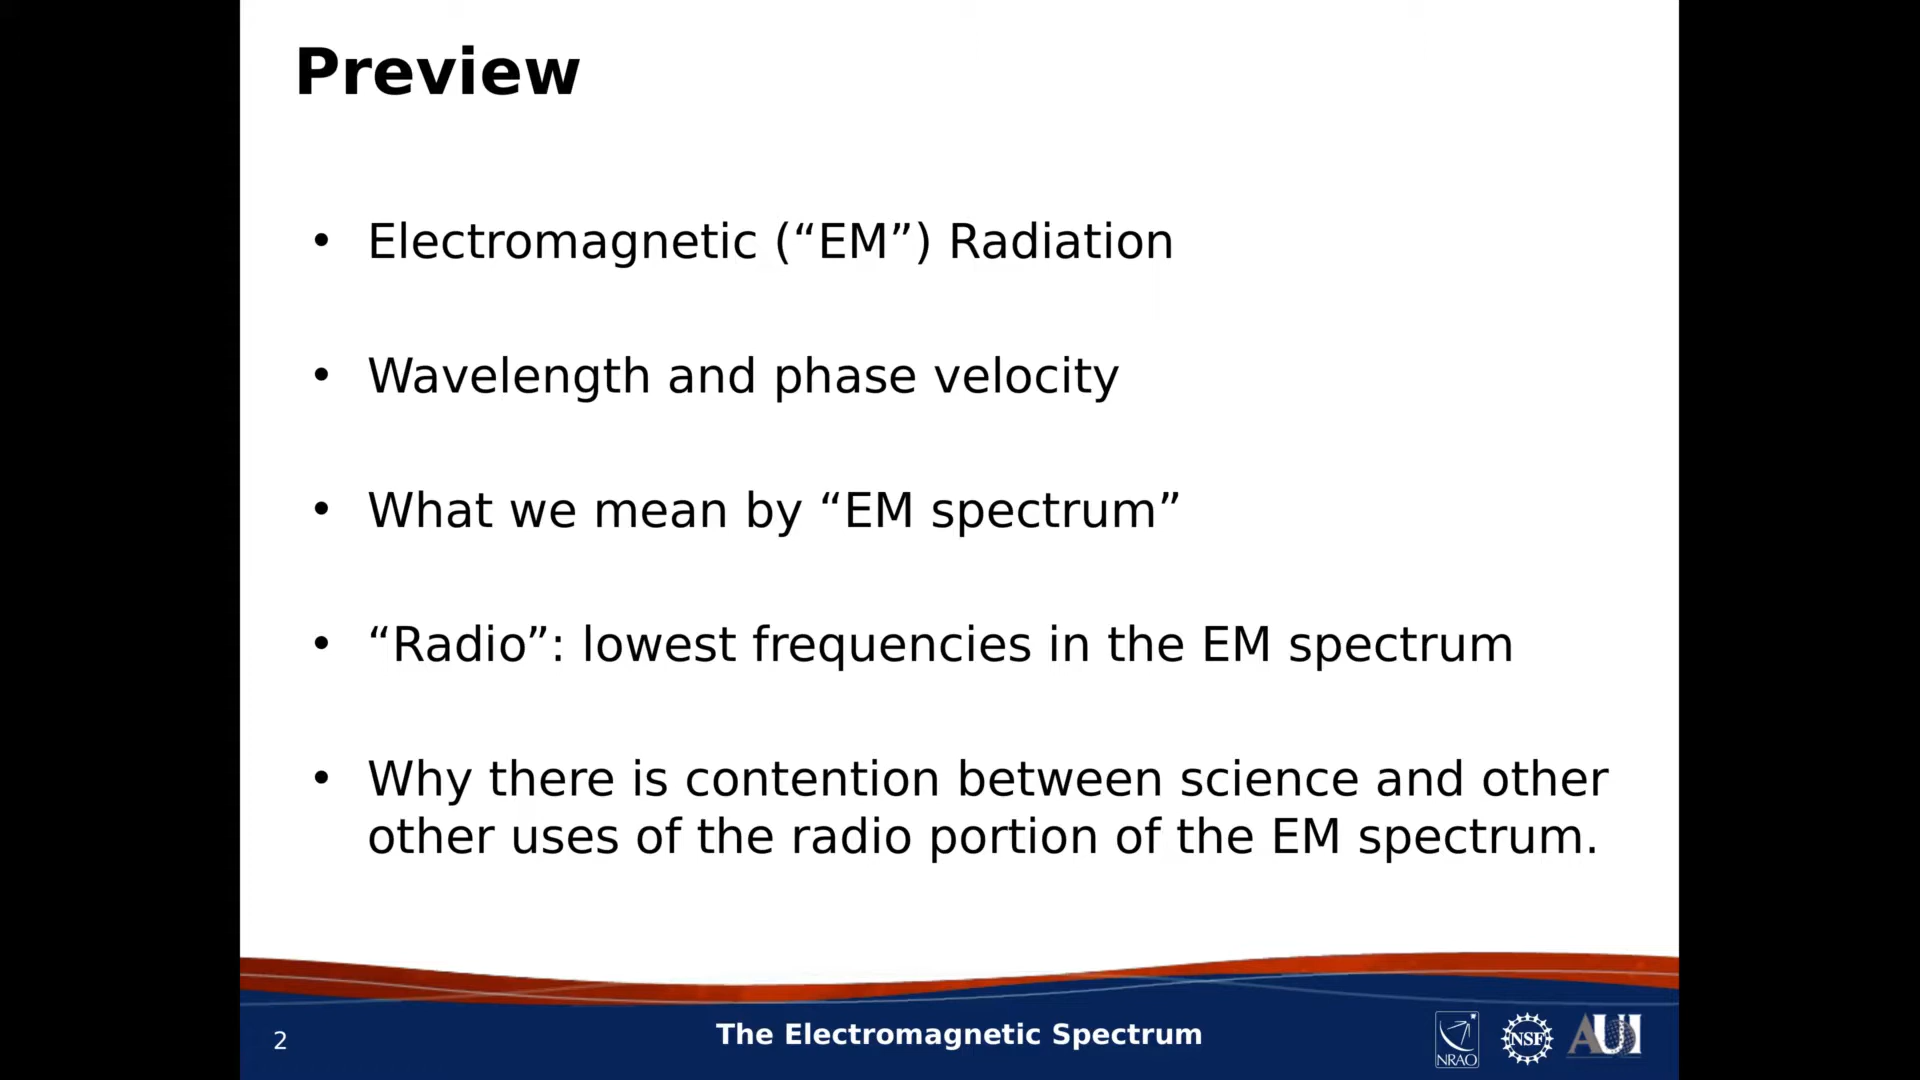 Preview
• Electromagnetic (“EM”) Radiation
• Wavelength and phase velocity
• What we mean by “EM spectrum”
• “Radio”: lowest frequencies in the EM spectrum
• Why there is contention between science and other
other uses of the radio portion of the EM spectrum.
2
The Electromagnetic Spectrum
NRAO
NSF
AUI